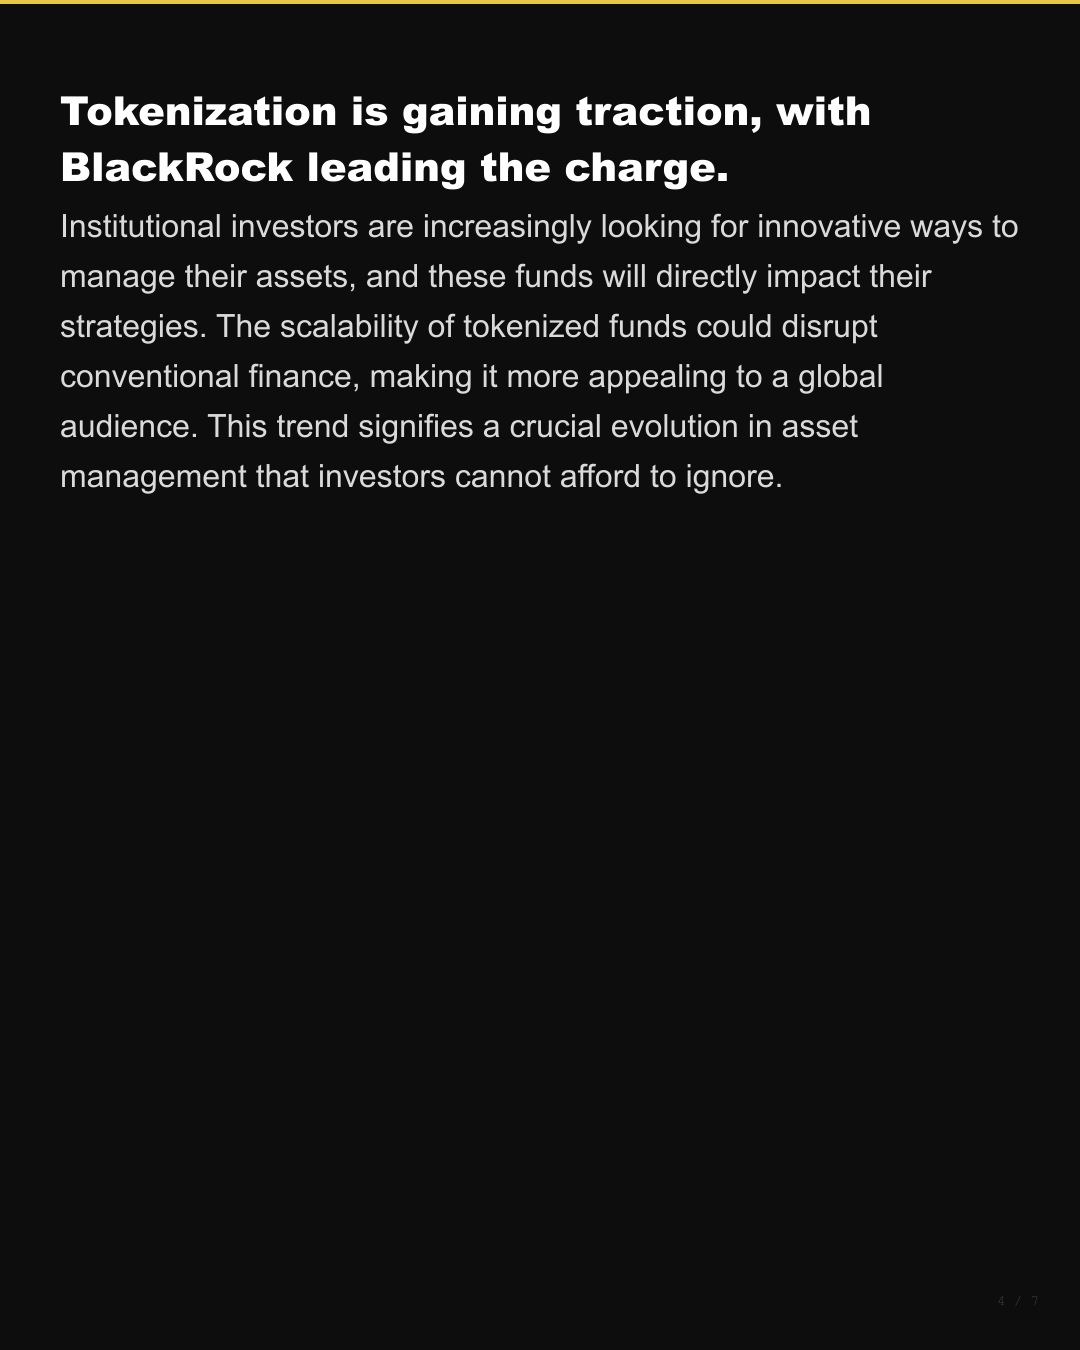 Tokenization is gaining traction, with
BlackRock leading the charge.
Institutional investors are increasingly looking for innovative ways to
manage their assets, and these funds will directly impact their
strategies. The scalability of tokenized funds could disrupt
conventional finance, making it more appealing to a global
audience. This trend signifies a crucial evolution in asset
management that investors cannot afford to ignore.
4 / 7